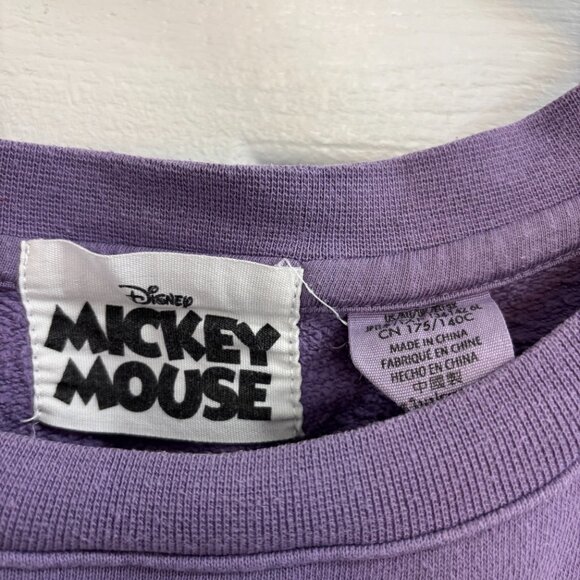 Disney
MICKEY
MOUSE
CN 175/140C
MADE IN CHINA
FABRIQUÉ EN CHINE
HECHO EN CHINA
中國製